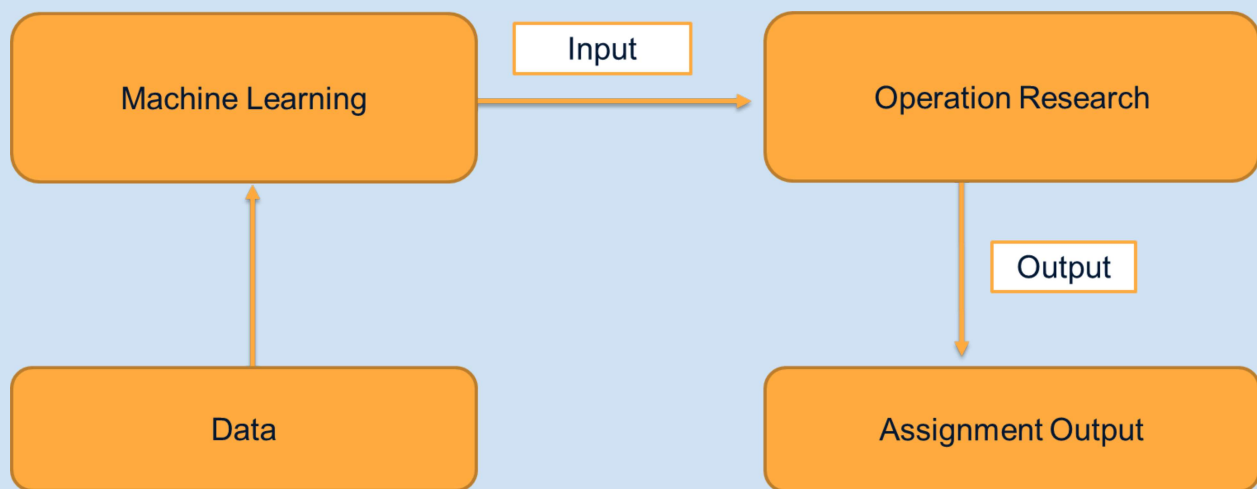 Machine Learning
Input
Operation Research
Output
Data
Assignment Output